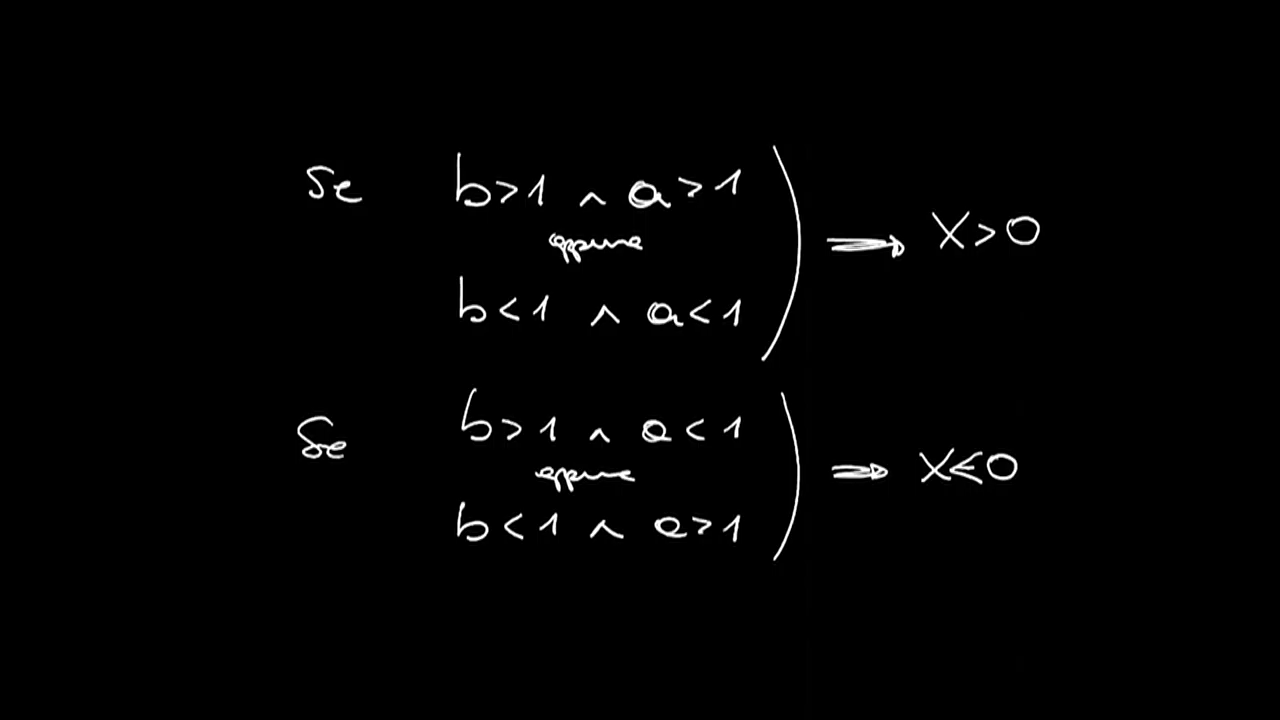 Se b>1 ∧ a>1
oppure
b<1 ∧ a<1
⇒ X>0
Se b>1 ∧ a<1
oppure
b<1 ∧ a>1
⇒ X⩽0